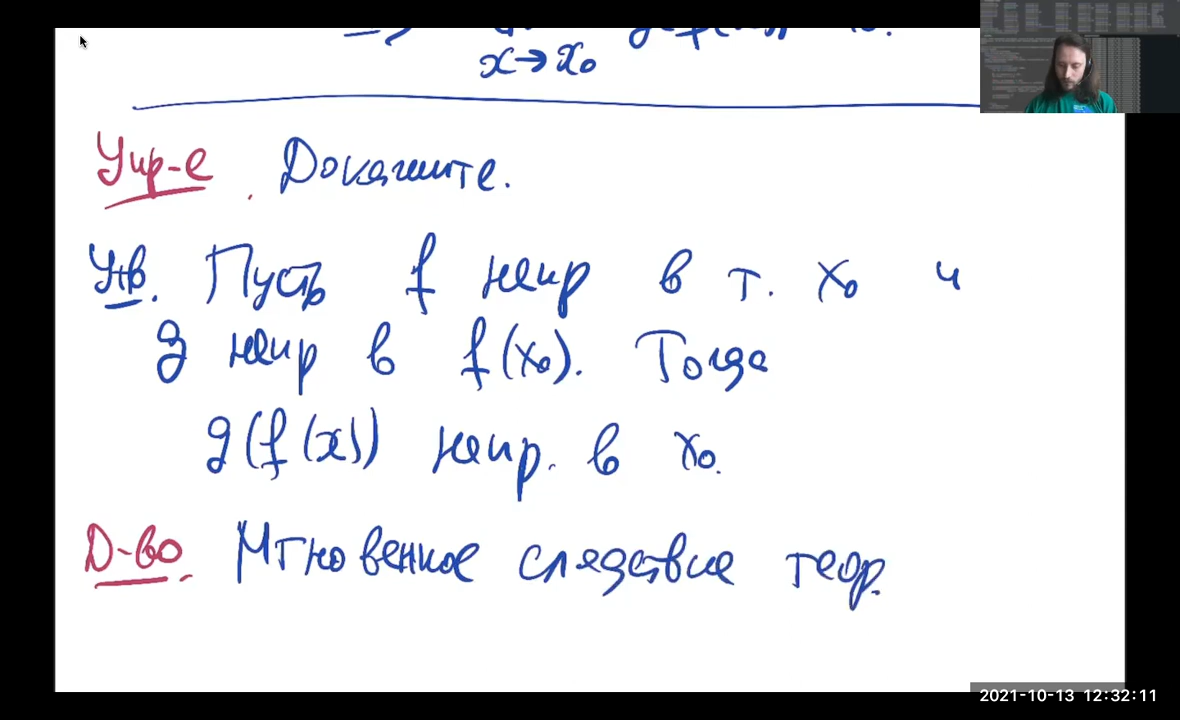 x → x₀
Упр-е. Докажите.
Утв. Пусть f непр в т. x₀ и
g непр в f(x₀). Тогда
g(f(x)) непр. в x₀.
Д-во. Мгновенное следствие теор.
2021-10-13 12:32:11